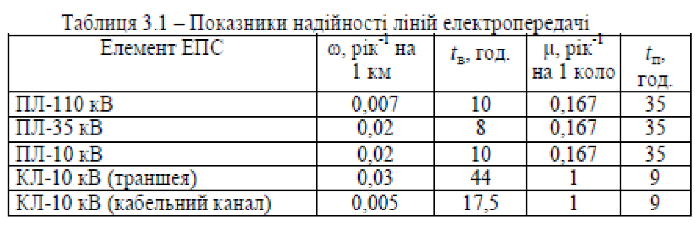 Таблиця 3.1 – Показники надійності ліній електропередачі
Елемент ЕПС ω, рік⁻¹ на 1 км tв, год. μ, рік⁻¹ на 1 коло tп, год.
ПЛ-110 кВ 0,007 10 0,167 35
ПЛ-35 кВ 0,02 8 0,167 35
ПЛ-10 кВ 0,02 10 0,167 35
КЛ-10 кВ (траншея) 0,03 44 1 9
КЛ-10 кВ (кабельний канал) 0,005 17,5 1 9